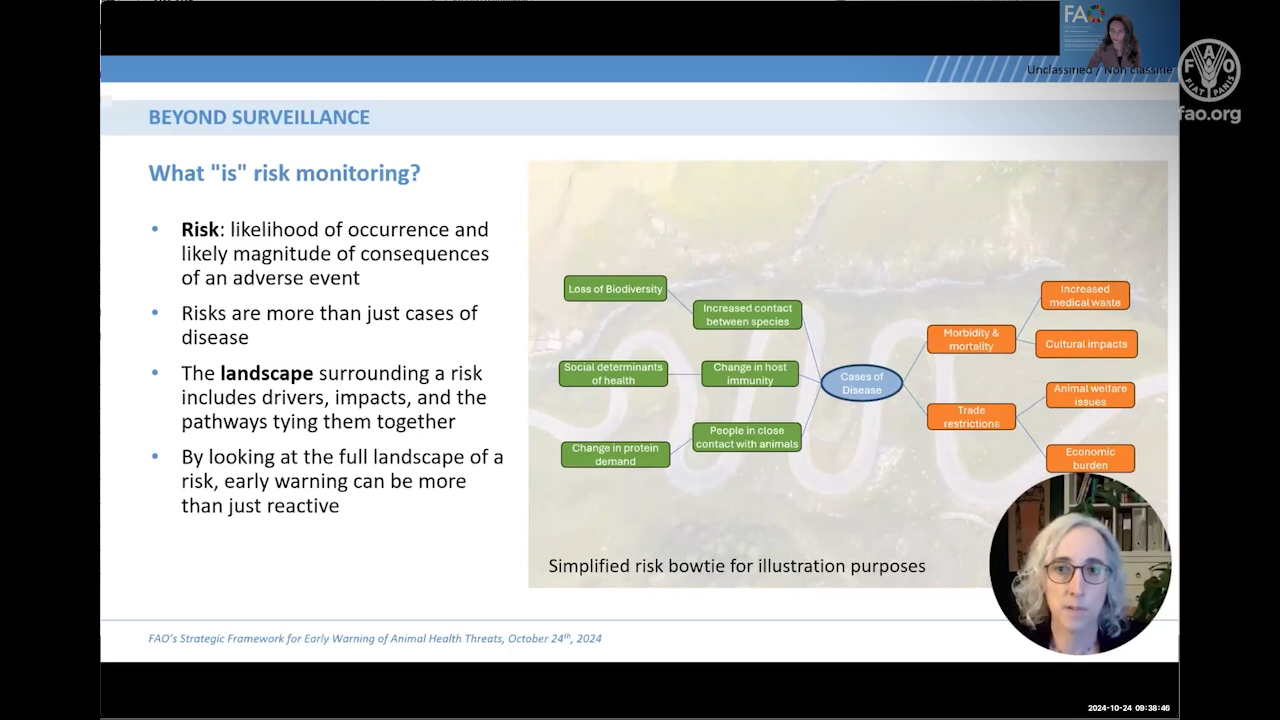 FAO
Unclassified / Non classifié
FAO
FIAT PANIS
fao.org
BEYOND SURVEILLANCE
What "is" risk monitoring?
• Risk: likelihood of occurrence and
likely magnitude of consequences
of an adverse event
• Risks are more than just cases of
disease
• The landscape surrounding a risk
includes drivers, impacts, and the
pathways tying them together
• By looking at the full landscape of a
risk, early warning can be more
than just reactive
Loss of Biodiversity
Increased contact
between species
Social determinants
of health
Change in host
immunity
Change in protein
demand
People in close
contact with animals
Cases of
Disease
Morbidity &
mortality
Trade
restrictions
Increased
medical waste
Cultural impacts
Animal welfare
issues
Economic
burden
Simplified risk bowtie for illustration purposes
FAO's Strategic Framework for Early Warning of Animal Health Threats, October 24th, 2024
2024-10-24 09:38:46